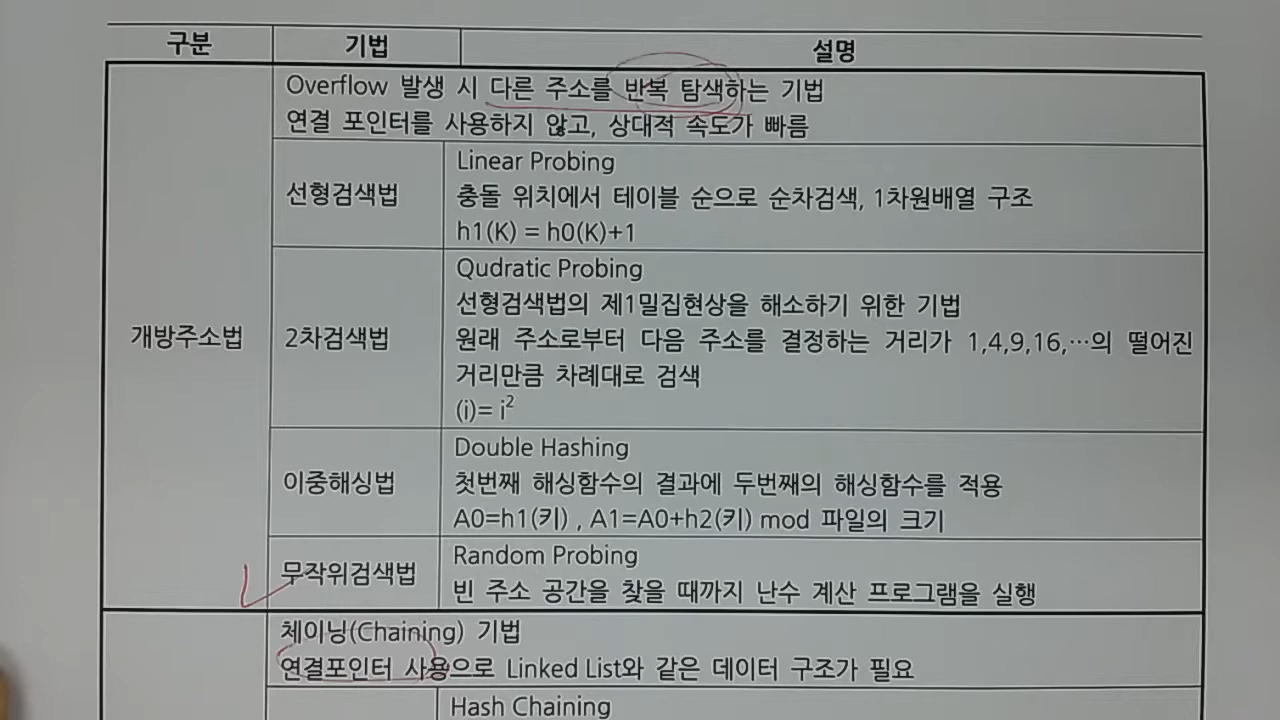 구분 기법 설명
Overflow 발생 시 다른 주소를 반복 탐색하는 기법
연결 포인터를 사용하지 않고, 상대적 속도가 빠름
개방주소법
선형검색법
Linear Probing
충돌 위치에서 테이블 순으로 순차검색, 1차원배열 구조
h1(K) = h0(K)+1
2차검색법
Qudratic Probing
선형검색법의 제1밀집현상을 해소하기 위한 기법
원래 주소로부터 다음 주소를 결정하는 거리가 1,4,9,16,…의 떨어진
거리만큼 차례대로 검색
(i)= i²
이중해싱법
Double Hashing
첫번째 해싱함수의 결과에 두번째의 해싱함수를 적용
A0=h1(키) , A1=A0+h2(키) mod 파일의 크기
무작위검색법
Random Probing
빈 주소 공간을 찾을 때까지 난수 계산 프로그램을 실행
체이닝(Chaining) 기법
연결포인터 사용으로 Linked List와 같은 데이터 구조가 필요
Hash Chaining